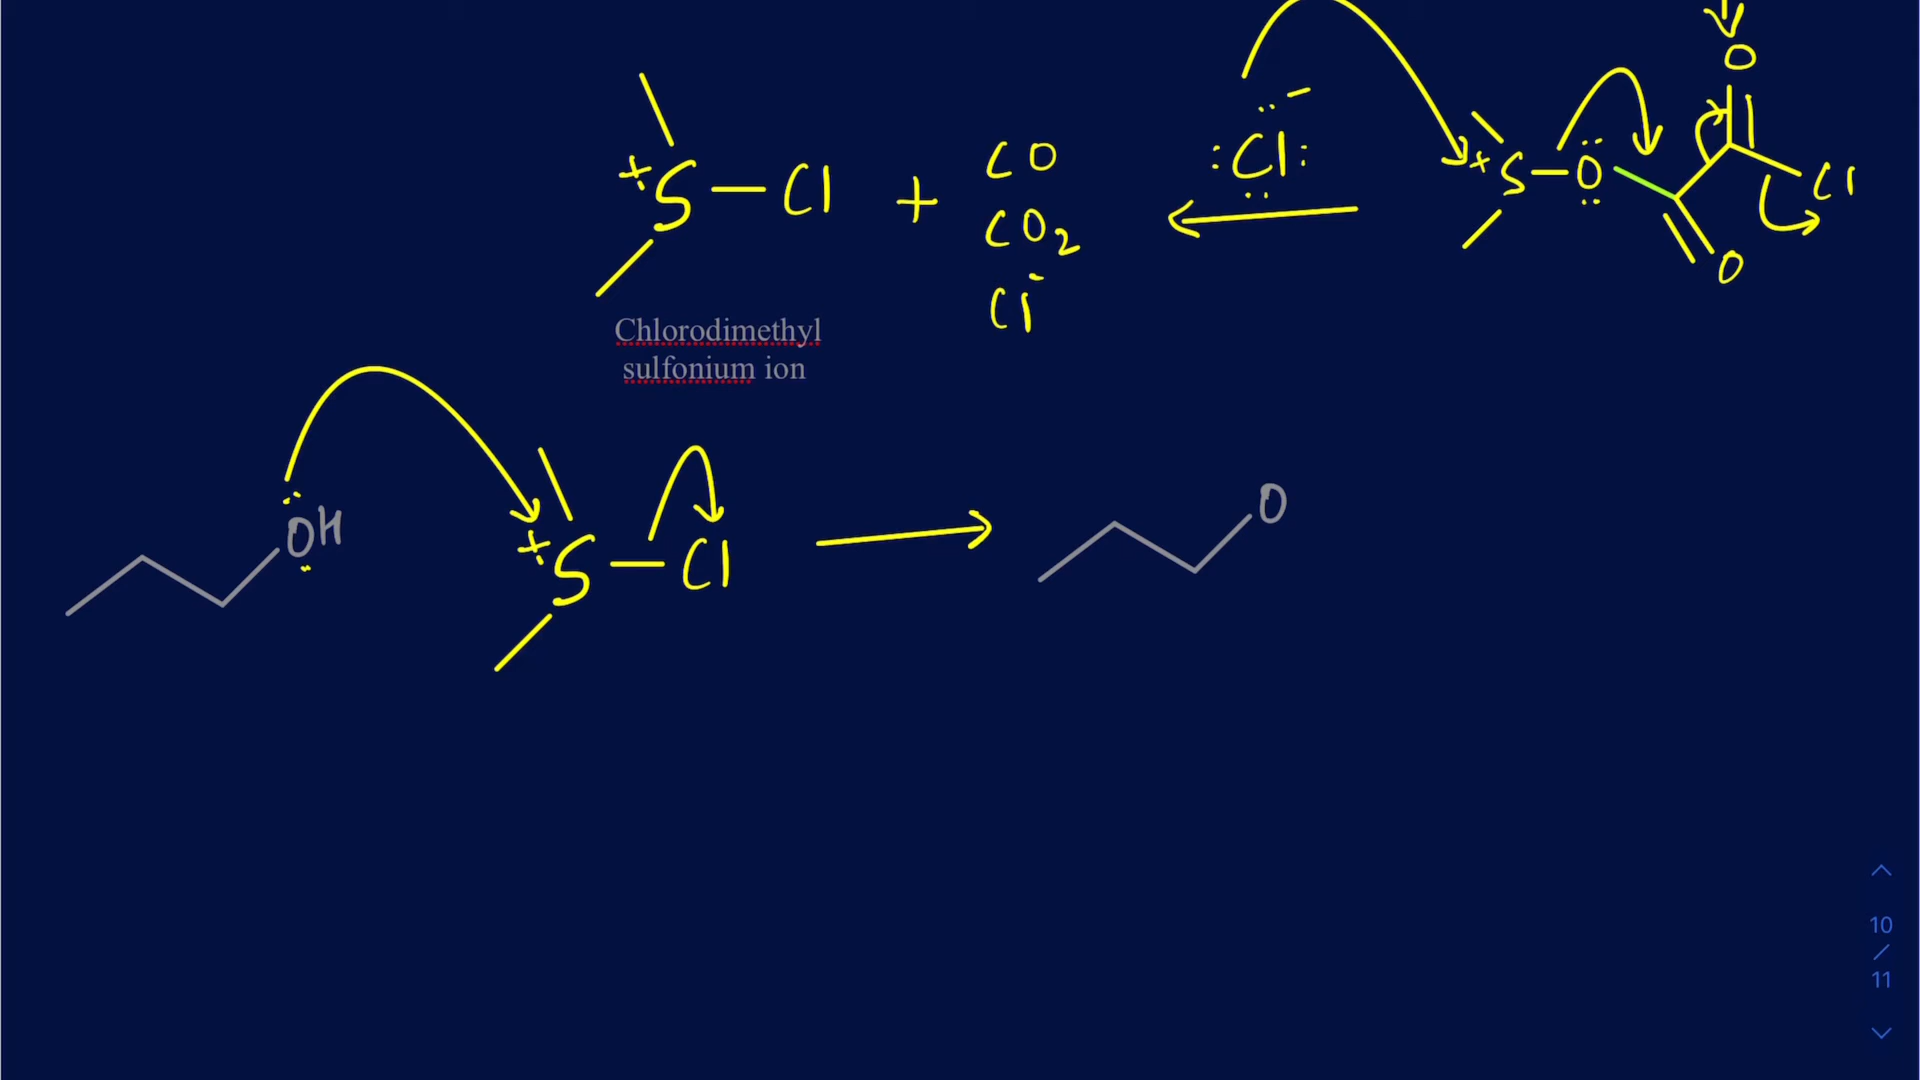 O
+S—O Cl
O
:Cl:⁻
+S—Cl + CO
CO2
Cl⁻
Chlorodimethyl
sulfonium ion
OH
+S—Cl
O
10
/
11